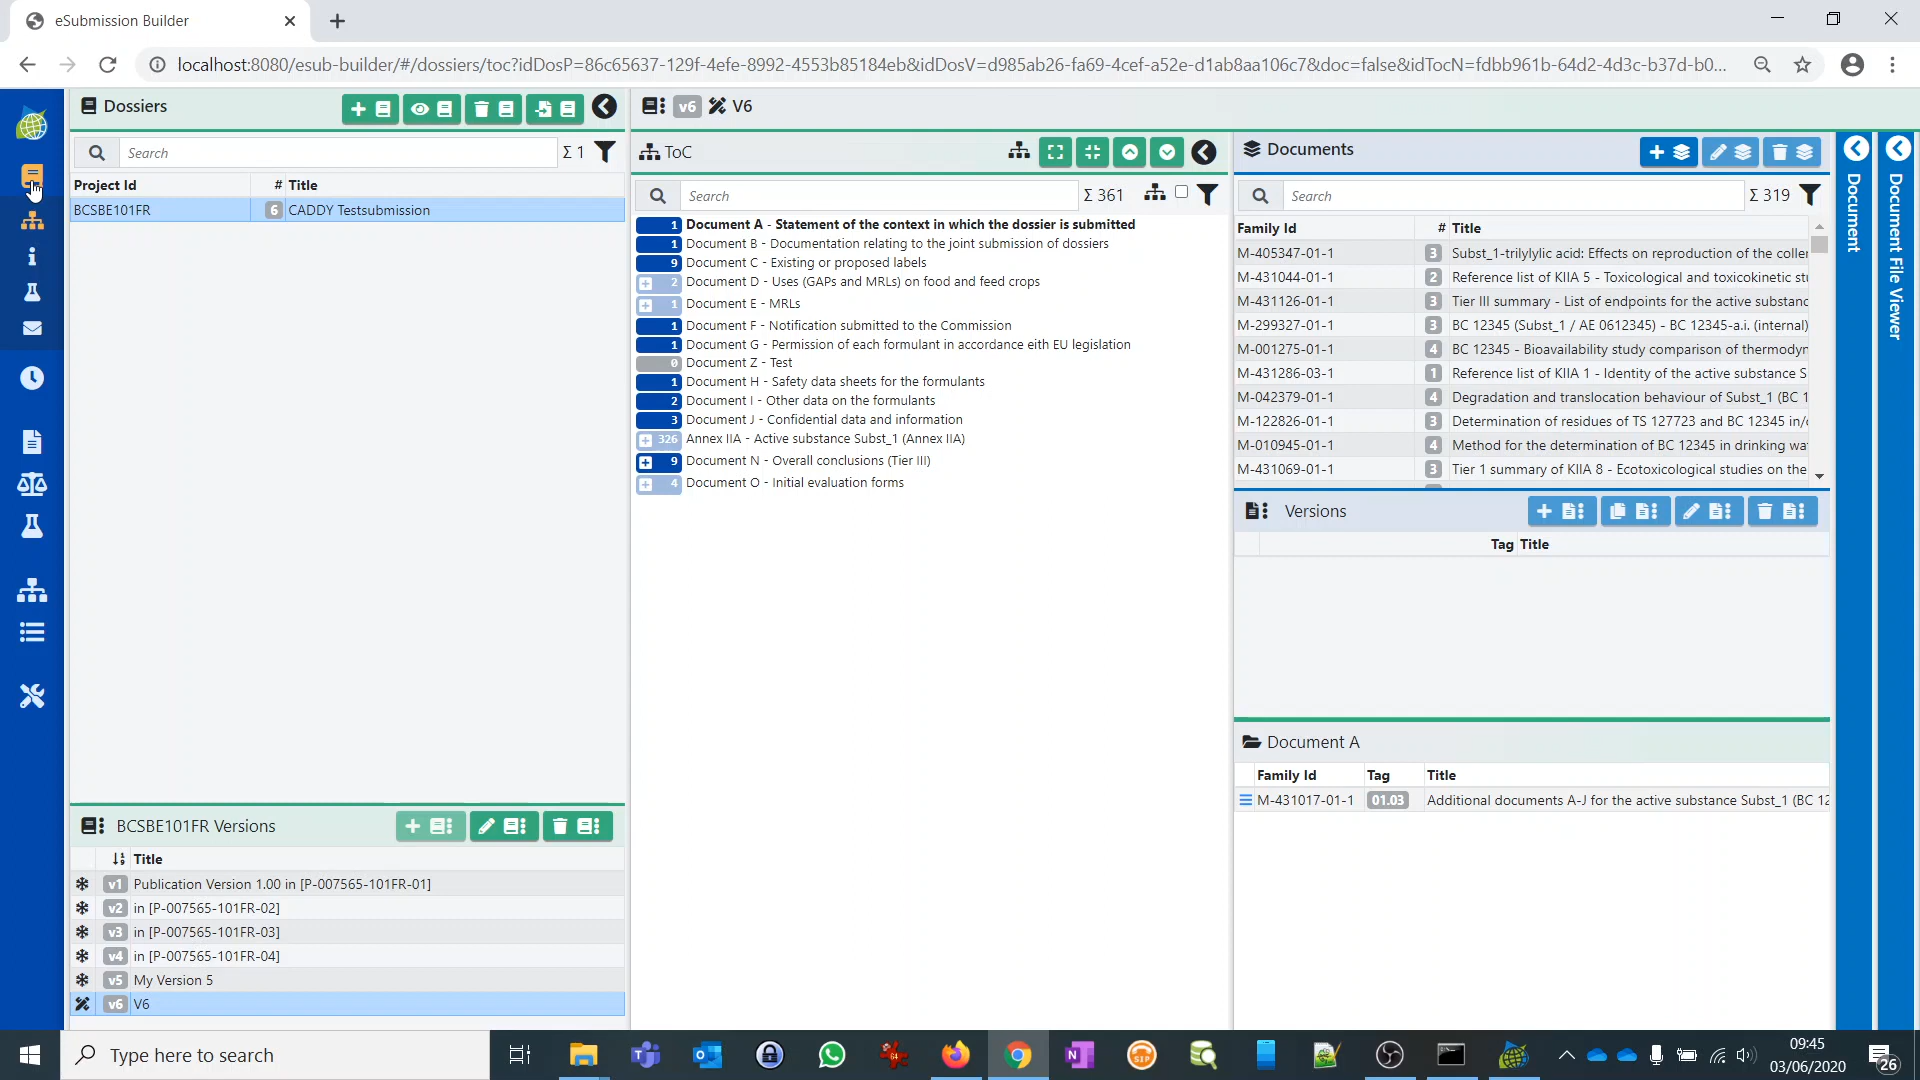 eSubmission Builder
localhost:8080/esub-builder/#/dossiers/toc?idDosP=86c65637-129f-4efe-8992-4553b85184eb&idDosV=d985ab26-fa69-4cef-a52e-d1ab8aa106c7&doc=false&idTocN=fdbb961b-64d2-4d3c-b37d-b0...
Dossiers
Search
Σ 1
Project Id # Title
BCSBE101FR 6 CADDY Testsubmission
BCSBE101FR Versions
Title
v1 Publication Version 1.00 in [P-007565-101FR-01]
v2 in [P-007565-101FR-02]
v3 in [P-007565-101FR-03]
v4 in [P-007565-101FR-04]
v5 My Version 5
v6 V6
v6 V6
ToC
Search
Σ 361
1 Document A - Statement of the context in which the dossier is submitted
1 Document B - Documentation relating to the joint submission of dossiers
9 Document C - Existing or proposed labels
2 Document D - Uses (GAPs and MRLs) on food and feed crops
1 Document E - MRLs
1 Document F - Notification submitted to the Commission
1 Document G - Permission of each formulant in accordance eith EU legislation
0 Document Z - Test
1 Document H - Safety data sheets for the formulants
2 Document I - Other data on the formulants
3 Document J - Confidential data and information
326 Annex IIA - Active substance Subst_1 (Annex IIA)
9 Document N - Overall conclusions (Tier III)
4 Document O - Initial evaluation forms
Documents
Search
Σ 319
Family Id # Title
M-405347-01-1 3 Subst_1-trilylylic acid: Effects on reproduction of the coller
M-431044-01-1 2 Reference list of KIIA 5 - Toxicological and toxicokinetic stu
M-431126-01-1 3 Tier III summary - List of endpoints for the active substanc
M-299327-01-1 3 BC 12345 (Subst_1 / AE 0612345) - BC 12345-a.i. (internal)
M-001275-01-1 4 BC 12345 - Bioavailability study comparison of thermodyn
M-431286-03-1 1 Reference list of KIIA 1 - Identity of the active substance S
M-042379-01-1 4 Degradation and translocation behaviour of Subst_1 (BC 1
M-122826-01-1 3 Determination of residues of TS 127723 and BC 12345 in/o
M-010945-01-1 4 Method for the determination of BC 12345 in drinking wa
M-431069-01-1 3 Tier 1 summary of KIIA 8 - Ecotoxicological studies on the
Versions
Tag Title
Document A
Family Id Tag Title
M-431017-01-1 01.03 Additional documents A-J for the active substance Subst_1 (BC 12
Document
Document File Viewer
Type here to search
64
SIP
09:45
03/06/2020
26